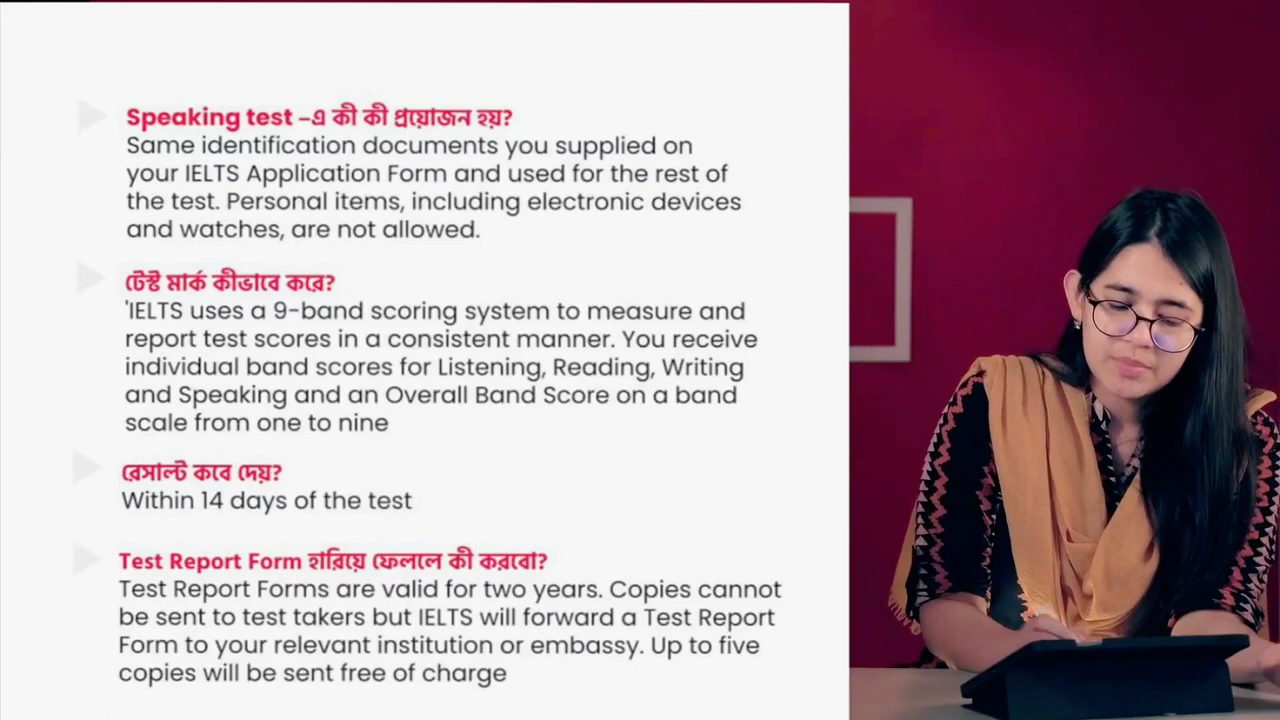 Speaking test –এ কী কী প্রয়োজন হয়?
Same identification documents you supplied on
your IELTS Application Form and used for the rest of
the test. Personal items, including electronic devices
and watches, are not allowed.
টেস্ট মার্ক কীভাবে করে?
'IELTS uses a 9-band scoring system to measure and
report test scores in a consistent manner. You receive
individual band scores for Listening, Reading, Writing
and Speaking and an Overall Band Score on a band
scale from one to nine
রেসাল্ট কবে দেয়?
Within 14 days of the test
Test Report Form হারিয়ে ফেললে কী করবো?
Test Report Forms are valid for two years. Copies cannot
be sent to test takers but IELTS will forward a Test Report
Form to your relevant institution or embassy. Up to five
copies will be sent free of charge